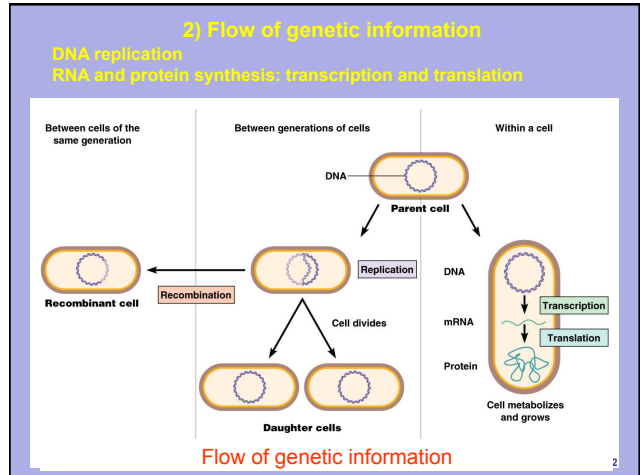 2) Flow of genetic information
DNA replication
RNA and protein synthesis: transcription and translation
Between cells of the
same generation
Between generations of cells
Within a cell
DNA
Parent cell
Recombinant cell
Recombination
Replication
Cell divides
Daughter cells
DNA
Transcription
mRNA
Translation
Protein
Cell metabolizes
and grows
Flow of genetic information
2